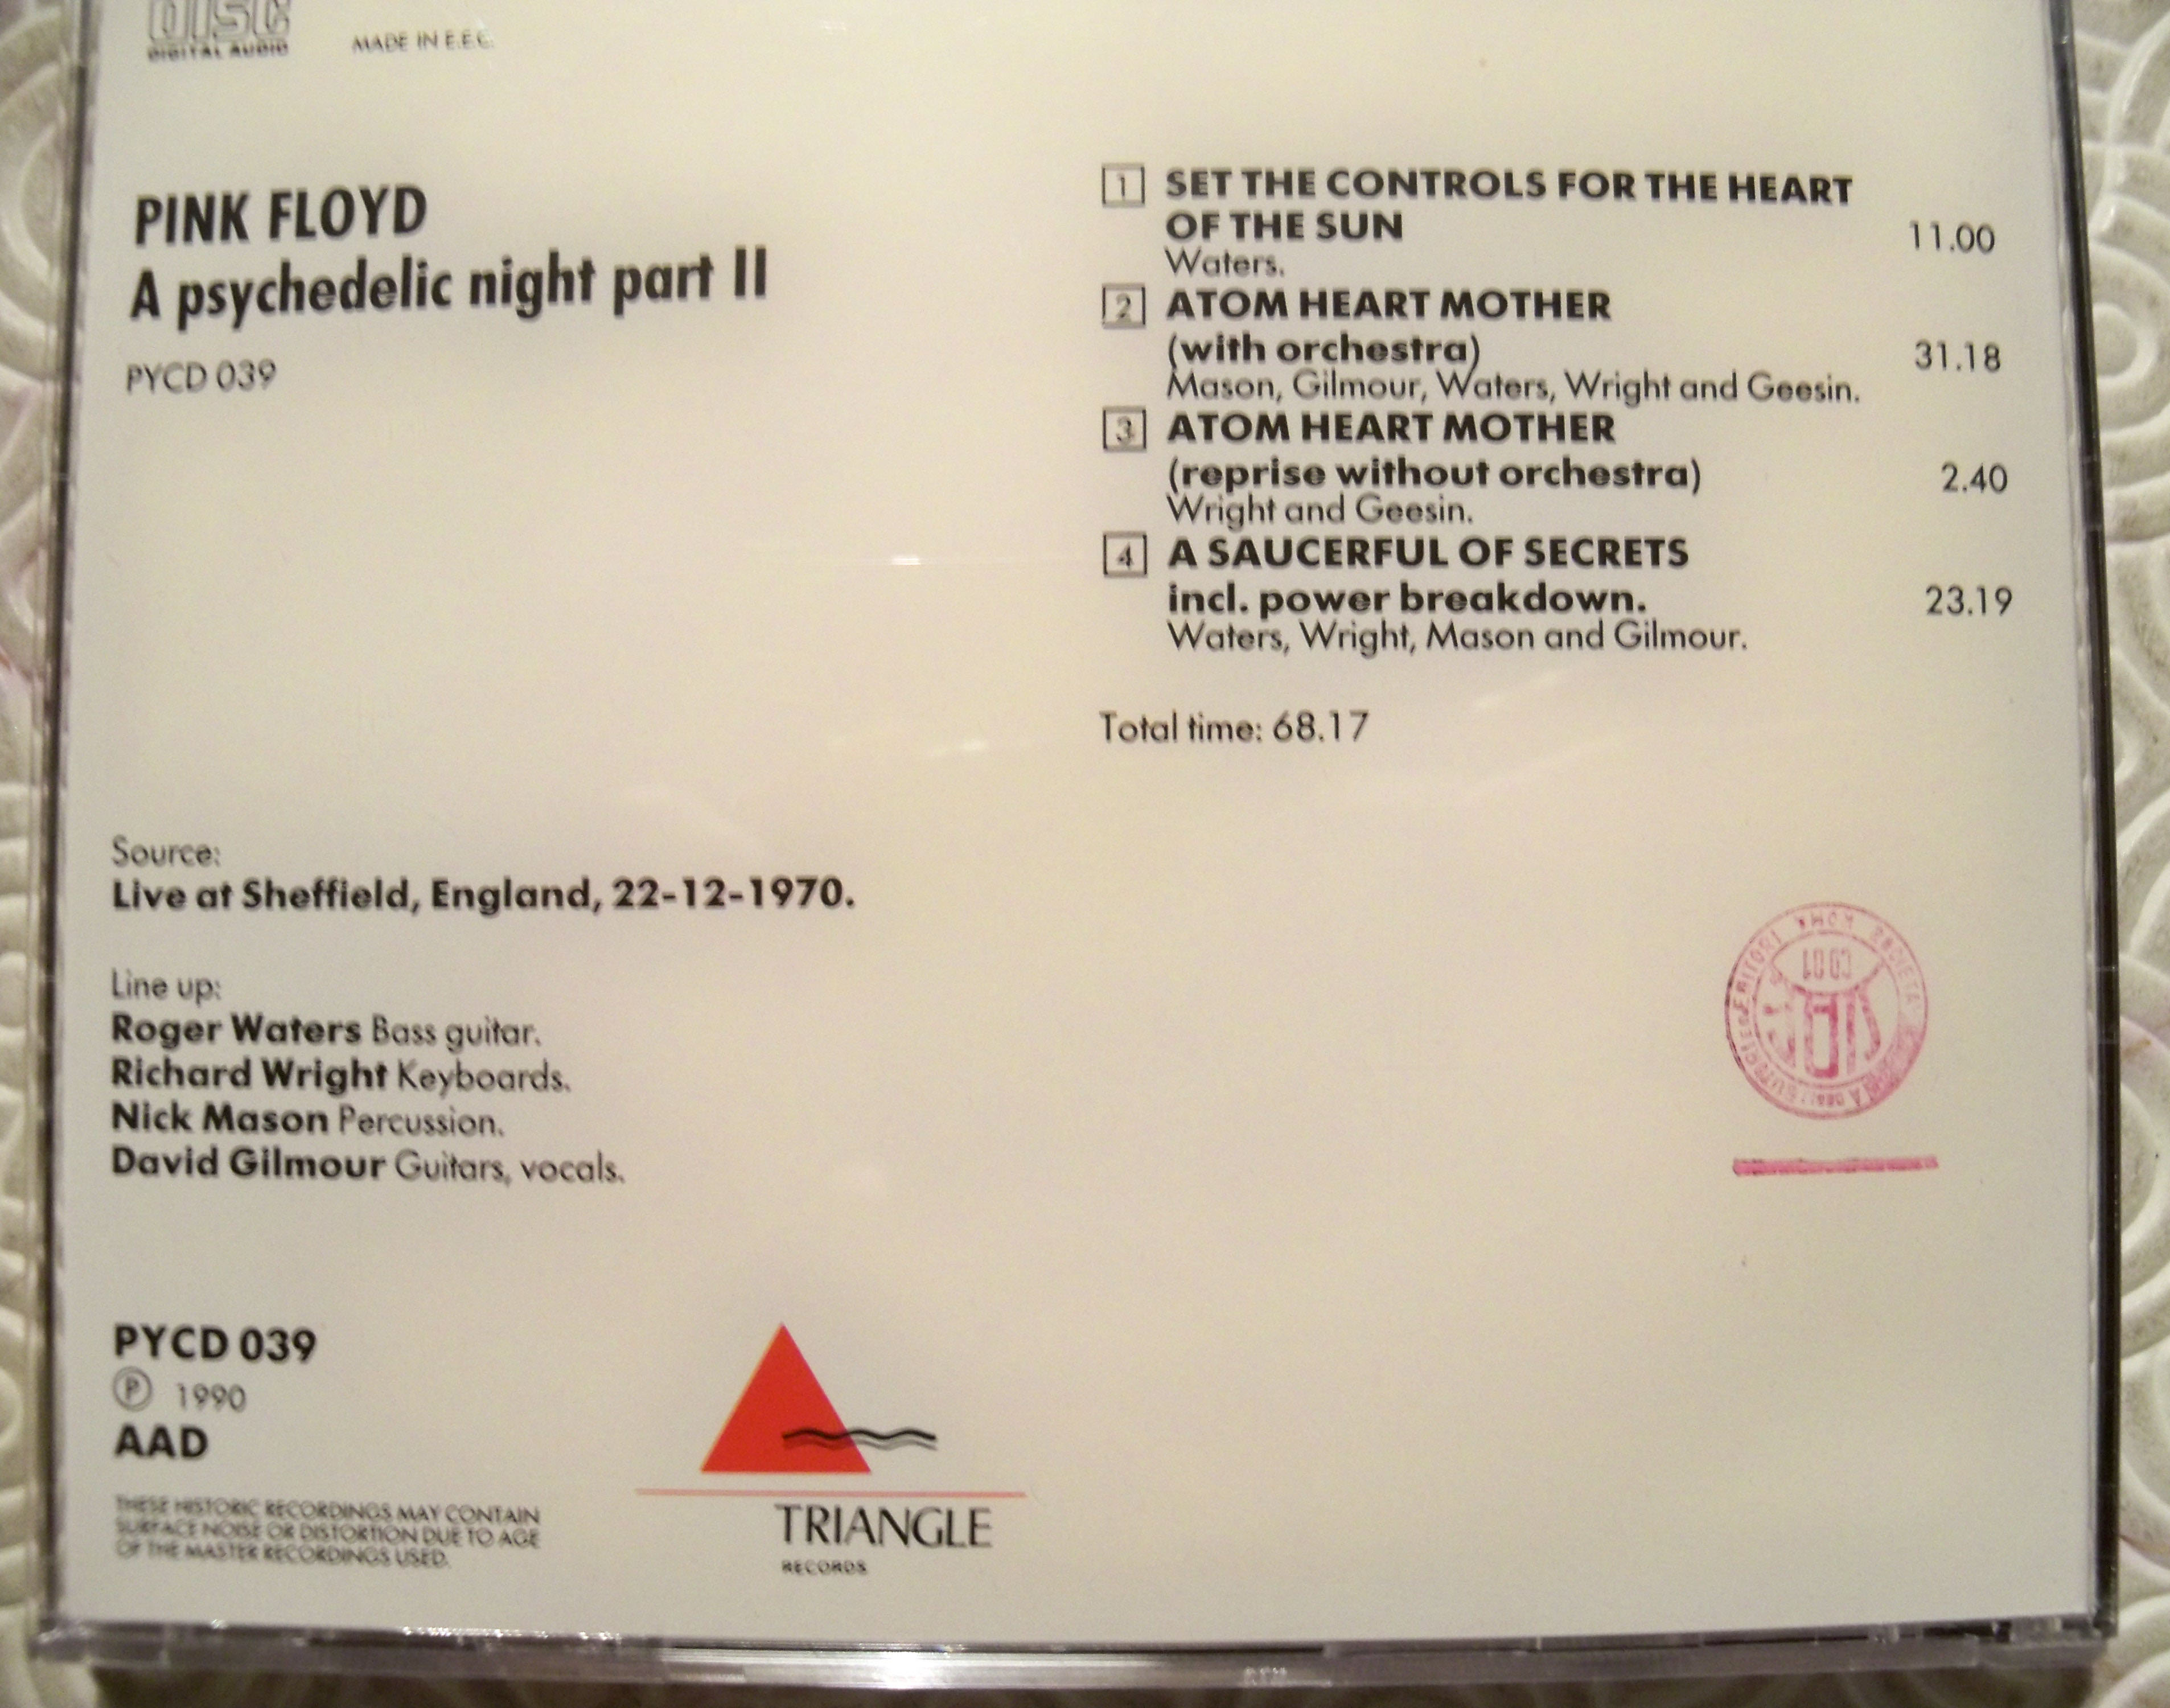 DISC
DIGITAL AUDIO
MADE IN E.E.C.
PINK FLOYD
A psychedelic night part II
PYCD 039
1 SET THE CONTROLS FOR THE HEART
OF THE SUN 11.00
Waters.
2 ATOM HEART MOTHER
(with orchestra) 31.18
Mason, Gilmour, Waters, Wright and Geesin.
3 ATOM HEART MOTHER
(reprise without orchestra) 2.40
Wright and Geesin.
4 A SAUCERFUL OF SECRETS
incl. power breakdown. 23.19
Waters, Wright, Mason and Gilmour.
Total time: 68.17
Source:
Live at Sheffield, England, 22-12-1970.
Line up:
Roger Waters Bass guitar.
Richard Wright Keyboards.
Nick Mason Percussion.
David Gilmour Guitars, vocals.
PYCD 039
Ⓟ 1990
AAD
THESE HISTORIC RECORDINGS MAY CONTAIN
SURFACE NOISE OR DISTORTION DUE TO AGE
OF THE MASTER RECORDINGS USED.
TRIANGLE
RECORDS